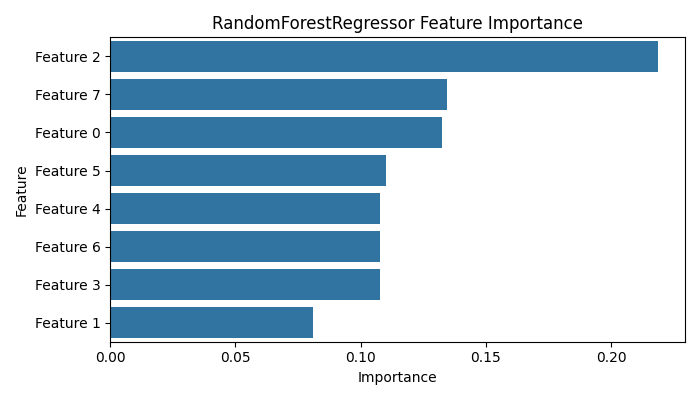 RandomForestRegressor Feature Importance
Feature 2
Feature 7
Feature 0
Feature 5
Feature 4
Feature 6
Feature 3
Feature 1
Feature
0.00 0.05 0.10 0.15 0.20
Importance